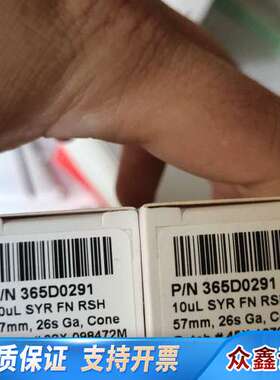 P/N 365D0291
10uL SYR FN RSH
57mm, 26s Ga, Cone
P/N 365D0291
10uL SYR FN RSH
57mm, 26s Ga, Cone
质保证 支持开票 众鑫